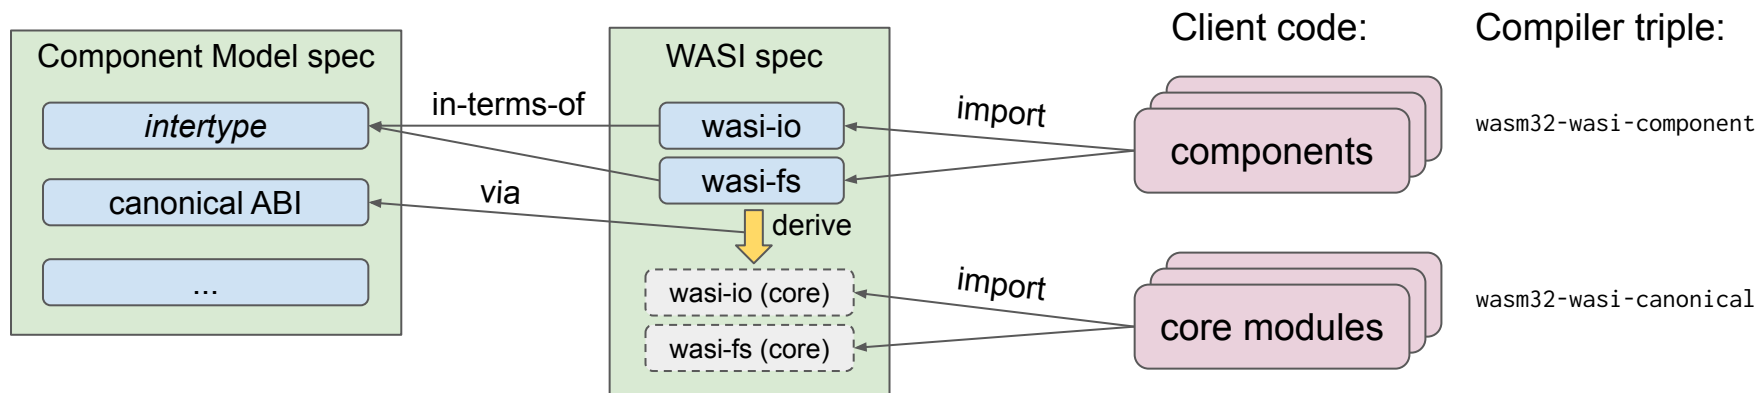 Client code:
Compiler triple:
Component Model spec
intertype
canonical ABI
...
in-terms-of
via
WASI spec
wasi-io
wasi-fs
derive
wasi-io (core)
wasi-fs (core)
import
components
wasm32-wasi-component
import
core modules
wasm32-wasi-canonical